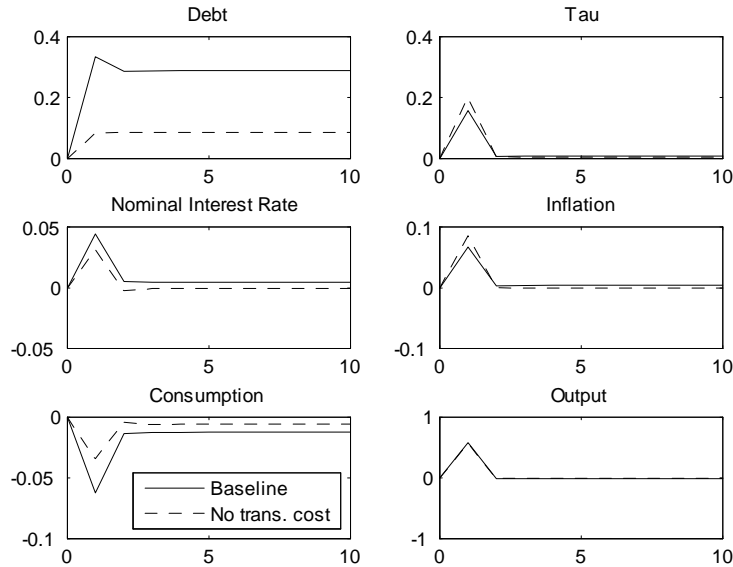 Debt
0.4
0.2
0
0 5 10
Tau
0.4
0.2
0
0 5 10
Nominal Interest Rate
0.05
0
-0.05
0 5 10
Inflation
0.1
0
-0.1
0 5 10
Consumption
0
-0.05
-0.1
0 5 10
Baseline
No trans. cost
Output
1
0
-1
0 5 10